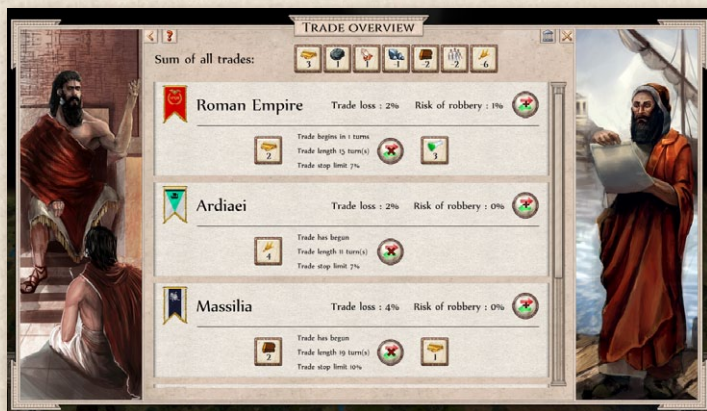 TRADE OVERVIEW
?
Sum of all trades:
3 1 1 -1 -2 -2 -6
Roman Empire Trade loss : 2% Risk of robbery : 1%
Trade begins in 1 turns
2 Trade length 15 turn(s) 3
Trade stop limit 7%
Ardiaei Trade loss : 2% Risk of robbery : 0%
Trade has begun
4 Trade length 11 turn(s)
Trade stop limit 7%
Massilia Trade loss : 4% Risk of robbery : 0%
Trade has begun
2 Trade length 19 turn(s) 1
Trade stop limit 10%